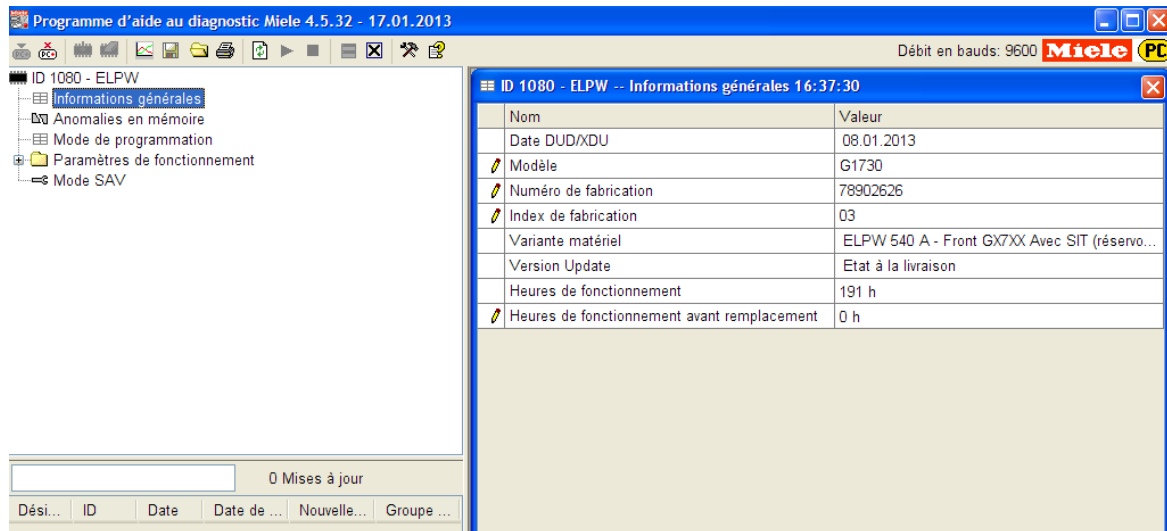 Programme d'aide au diagnostic Miele 4.5.32 - 17.01.2013
Débit en bauds: 9600 Miele PC
ID 1080 - ELPW
Informations générales
Anomalies en mémoire
Mode de programmation
Paramètres de fonctionnement
Mode SAV
0 Mises à jour
Dési... ID Date Date de ... Nouvelle... Groupe ...
ID 1080 - ELPW -- Informations générales 16:37:30
Nom Valeur
Date DUD/XDU 08.01.2013
Modèle G1730
Numéro de fabrication 78902626
Index de fabrication 03
Variante matériel ELPW 540 A - Front GX7XX Avec SIT (réservo...
Version Update Etat à la livraison
Heures de fonctionnement 191 h
Heures de fonctionnement avant remplacement 0 h